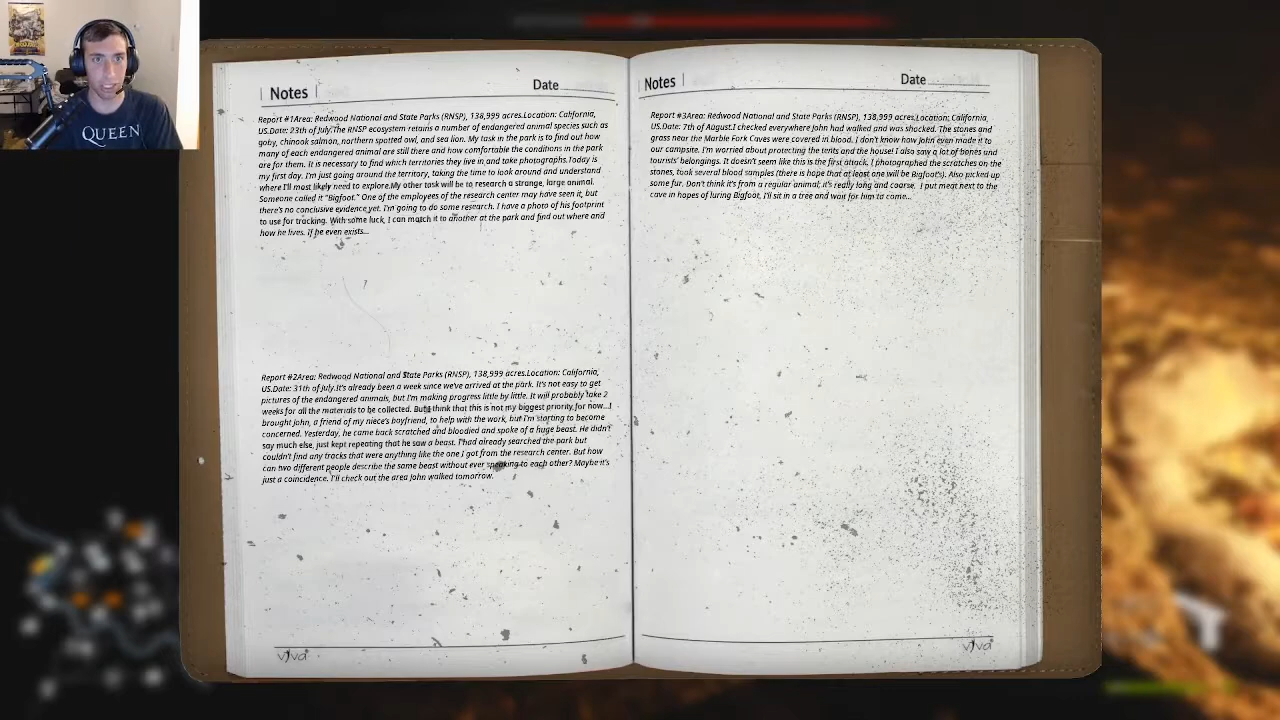 QUEEN
Notes
Date
Report #1Area: Redwood National and State Parks (RNSP), 138,999 acres.Location: California,
US.Date: 23th of July.The RNSP ecosystem retains a number of endangered animal species such as
goby, chinook salmon, northern spotted owl, and sea lion. My task in the park is to find out how
many of each endangered animal are still there and how comfortable the conditions in the park
are for them. It is necessary to find which territories they live in and take photographs.Today is
my first day. I'm just going around the territory, taking the time to look around and understand
where I'll most likely need to explore.My other task will be to research a strange, large animal.
Someone called it "Bigfoot." One of the employees of the research center may have seen it, but
there's no conclusive evidence yet. I'm going to do some research. I have a photo of his footprint
to use for tracking. With some luck, I can match it to another at the park and find out where and
how he lives. If he even exists...
Report #2Area: Redwood National and State Parks (RNSP), 138,999 acres.Location: California,
US.Date: 31th of July.It's already been a week since we've arrived at the park. It's not easy to get
pictures of the endangered animals, but I'm making progress little by little. It will probably take 2
weeks for all the materials to be collected. But I think that this is not my biggest priority for now...I
brought John, a friend of my niece's boyfriend, to help with the work, but I'm starting to become
concerned. Yesterday, he came back scratched and bloodied and spoke of a huge beast. He didn't
say much else, just kept repeating that he saw a beast. I had already searched the park but
couldn't find any tracks that were anything like the one I got from the research center. But how
can two different people describe the same beast without ever speaking to each other? Maybe it's
just a coincidence. I'll check out the area John walked tomorrow.
viva
Notes
Date
Report #3Area: Redwood National and State Parks (RNSP), 138,999 acres.Location: California,
US.Date: 7th of August.I checked everywhere John had walked and was shocked. The stones and
grass near the Marble Fork Caves were covered in blood. I don't know how John even made it to
our campsite. I'm worried about protecting the tents and the house! I also saw a lot of bones and
tourists' belongings. It doesn't seem like this is the first attack. I photographed the scratches on the
stones, took several blood samples (there is hope that at least one will be Bigfoot's). Also picked up
some fur. Don't think it's from a regular animal; it's really long and coarse. I put meat next to the
cave in hopes of luring Bigfoot, I'll sit in a tree and wait for him to come...
viva